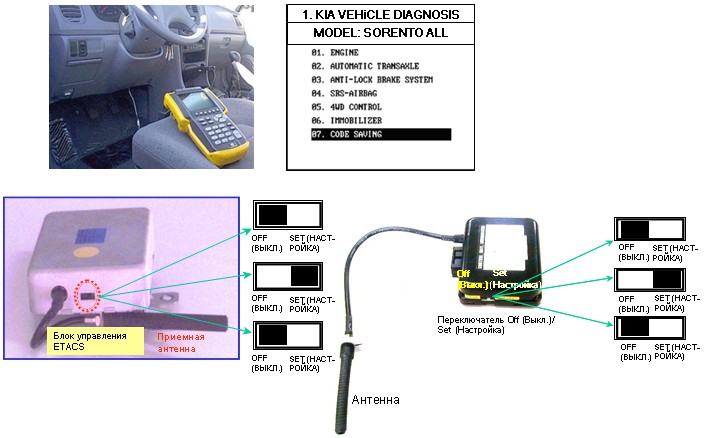 1. KIA VEHiCLE DIAGNOSIS
MODEL: SORENTO ALL
01. ENGINE
02. AUTOMATIC TRANSAXLE
03. ANTI-LOCK BRAKE SYSTEM
04. SRS-AIRBAG
05. 4WD CONTROL
06. IMMOBILIZER
07. CODE SAVING
OFF SET(НАСТ-
(ВЫКЛ.) РОЙКА)
OFF SET(НАСТ-
(ВЫКЛ.) РОЙКА)
OFF SET(НАСТ-
(ВЫКЛ.) РОЙКА)
Блок управления
ETACS
Приемная
антенна
Off Set
(Выкл.) (Настройка)
Переключатель Off (Выкл.)/
Set (Настройка)
Антенна
OFF SET(НАСТ-
(ВЫКЛ.) РОЙКА)
OFF SET(НАСТ-
(ВЫКЛ.) РОЙКА)
OFF SET(НАСТ-
(ВЫКЛ.) РОЙКА)